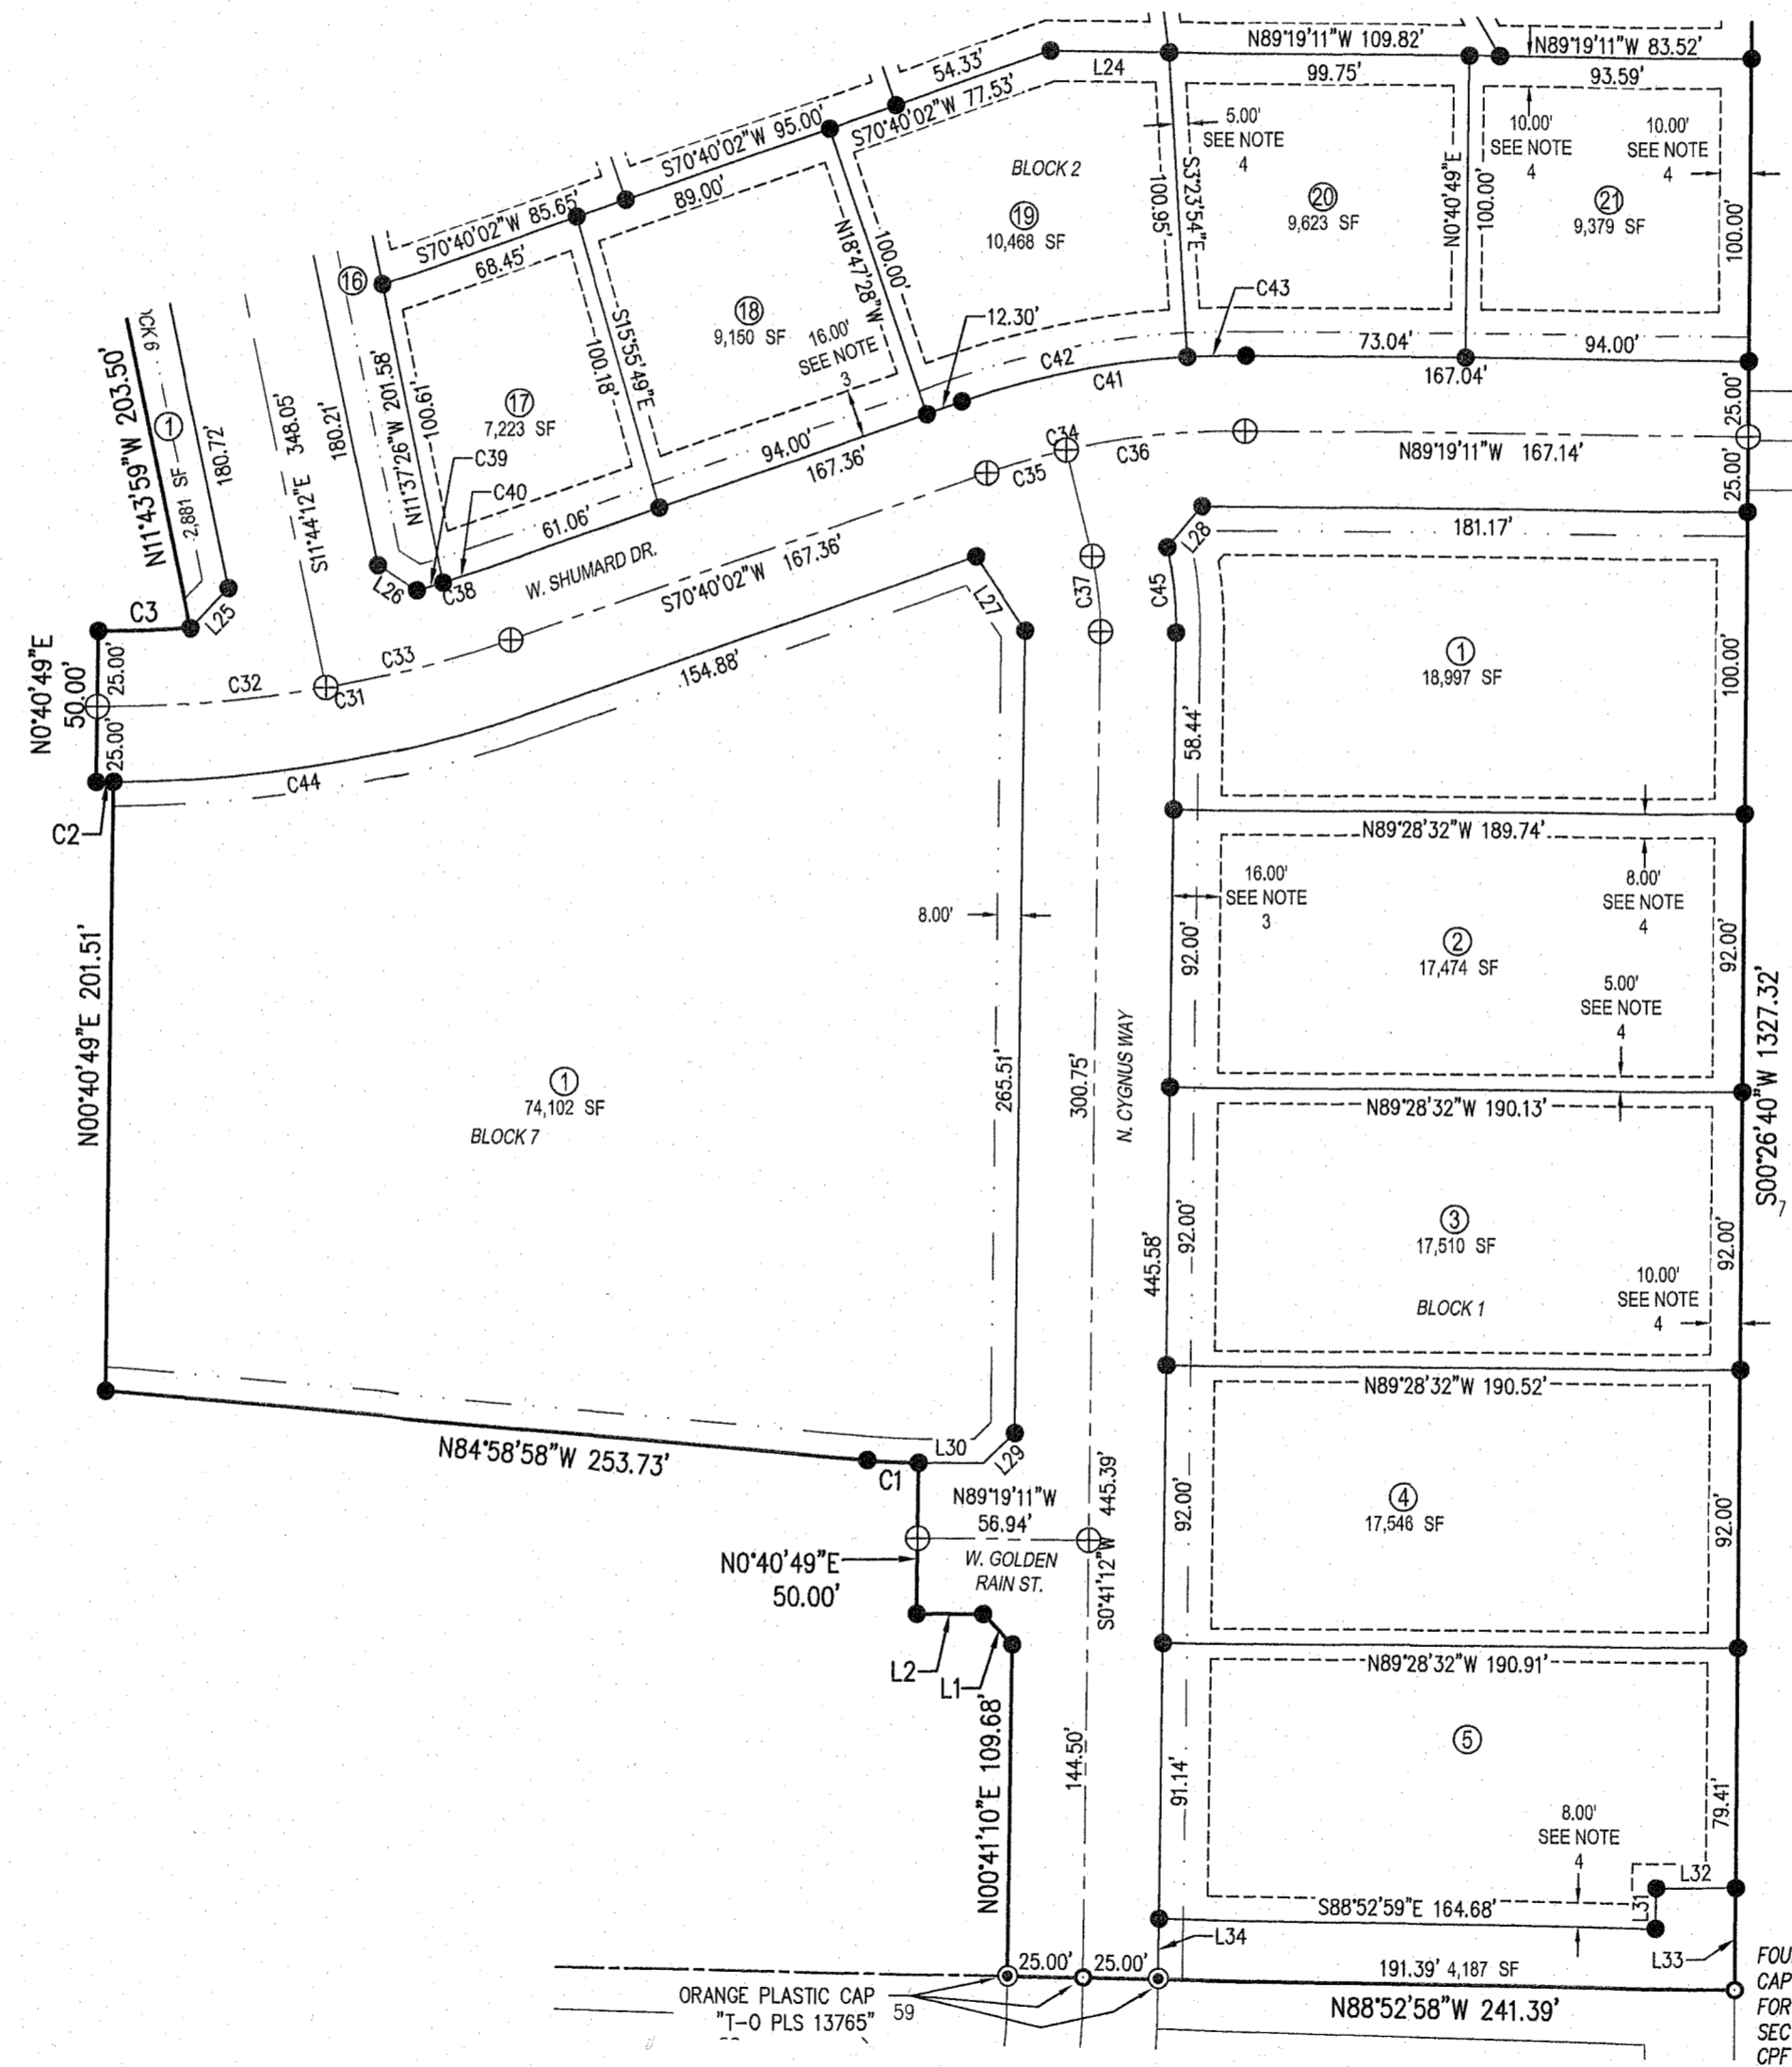 N89°19'11"W 109.82'
N89°19'11"W 83.52'
54.33'
L24
99.75'
93.59'
S70°40'02"W 77.53'
S70°40'02"W 95.00'
89.00'
S70°40'02"W 85.65'
68.45'
5.00'
SEE NOTE
4
10.00'
SEE NOTE
4
10.00'
SEE NOTE
4
BLOCK 2
19
10,468 SF
20
9,623 SF
21
9,379 SF
100.95'
S3°23'54"E
N0°40'49"E
100.00'
100.00'
N18°47'28"W
100.00'
16
18
9,150 SF
16.00'
SEE NOTE
3
S15°55'49"E
100.18'
17
7,223 SF
N11°37'26"W 201.58'
100.61'
12.30'
C43
C42
C41
73.04'
94.00'
167.04'
25.00'
25.00'
N11°43'59"W 203.50'
1
2,881 SF
180.72'
S11°44'12"E 348.05'
180.21'
C39
C40
94.00'
167.36'
61.06'
C34
C35
C36
N89°19'11"W 167.14'
L28
181.17'
L26
C38
W. SHUMARD DR.
S70°40'02"W 167.36'
C37
C45
L27
C3
L25
N0°40'49"E
50.00'
25.00'
25.00'
C32
C31
C33
154.88'
C44
C2
58.44'
1
18,997 SF
100.00'
N89°28'32"W 189.74'
16.00'
SEE NOTE
3
8.00'
SEE NOTE
4
8.00'
2
17,474 SF
92.00'
92.00'
5.00'
SEE NOTE
4
N00°40'49"E 201.51'
1
74,102 SF
BLOCK 7
265.51'
300.75'
N. CYGNUS WAY
N89°28'32"W 190.13'
S00°26'40"W 1327.32'
7
3
17,510 SF
445.58'
92.00'
92.00'
BLOCK 1
10.00'
SEE NOTE
4
N89°28'32"W 190.52'
N84°58'58"W 253.73'
L30
C1
L29
N89°19'11"W
56.94'
S0°41'12"W 445.39'
92.00'
4
17,546 SF
92.00'
N0°40'49"E
50.00'
W. GOLDEN
RAIN ST.
L2
L1
N89°28'32"W 190.91'
N00°41'10"E 109.68'
144.50'
91.14'
5
79.41'
8.00'
SEE NOTE
4
L32
L31
S88°52'59"E 164.68'
L34
L33
25.00'
25.00'
191.39' 4,187 SF
N88°52'58"W 241.39'
ORANGE PLASTIC CAP
"T-O PLS 13765"
59
FOU
CAP
FOR
SEC
CPF